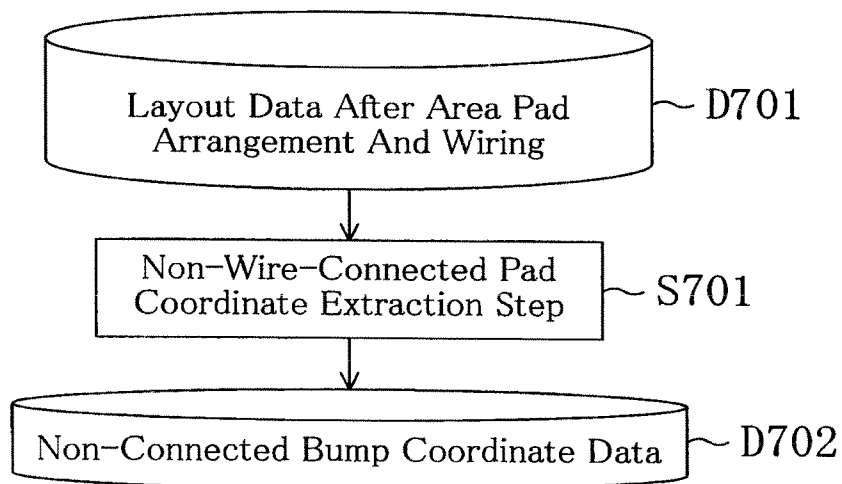 Layout Data After Area Pad
Arrangement And Wiring
D701
Non-Wire-Connected Pad
Coordinate Extraction Step
S701
Non-Connected Bump Coordinate Data
D702